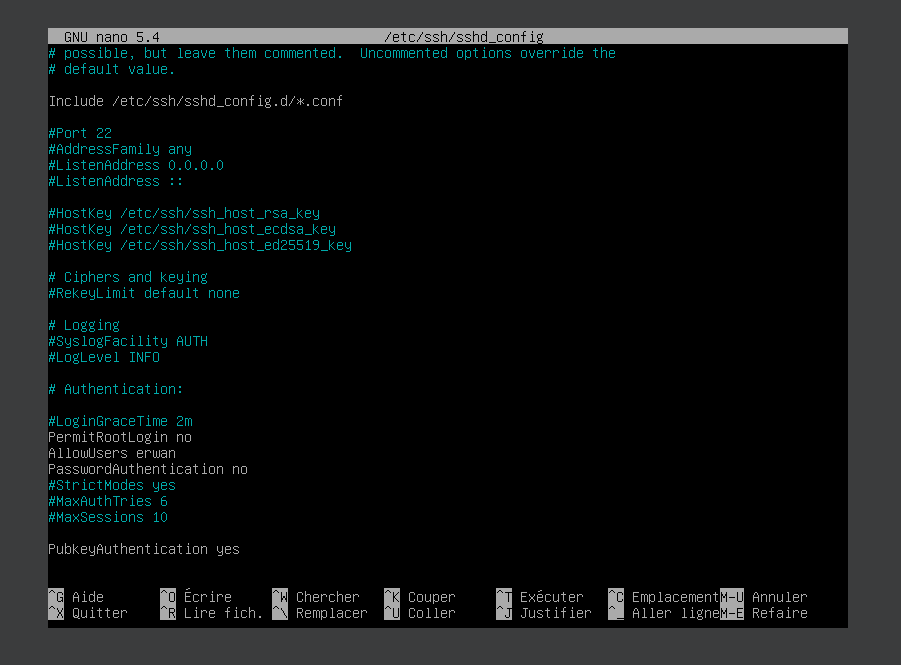 GNU nano 5.4 /etc/ssh/sshd_config
# possible, but leave them commented.  Uncommented options override the
# default value.
Include /etc/ssh/sshd_config.d/*.conf
#Port 22
#AddressFamily any
#ListenAddress 0.0.0.0
#ListenAddress ::
#HostKey /etc/ssh/ssh_host_rsa_key
#HostKey /etc/ssh/ssh_host_ecdsa_key
#HostKey /etc/ssh/ssh_host_ed25519_key
# Ciphers and keying
#RekeyLimit default none
# Logging
#SyslogFacility AUTH
#LogLevel INFO
# Authentication:
#LoginGraceTime 2m
PermitRootLogin no
AllowUsers erwan
PasswordAuthentication no
#StrictModes yes
#MaxAuthTries 6
#MaxSessions 10
PubkeyAuthentication yes
^G Aide ^O Écrire ^W Chercher ^K Couper ^T Exécuter ^C Emplacement M-U Annuler
^X Quitter ^R Lire fich. ^\ Remplacer ^U Coller ^J Justifier ^_ Aller ligne M-E Refaire